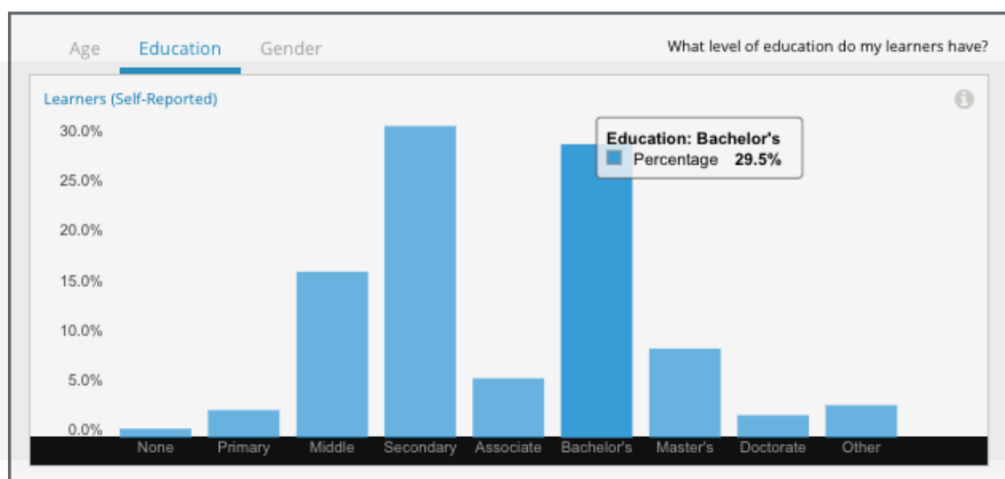 Age Education Gender What level of education do my learners have?
Learners (Self-Reported)
30.0%
Education: Bachelor's
Percentage 29.5%
25.0%
20.0%
15.0%
10.0%
5.0%
0.0%
None Primary Middle Secondary Associate Bachelor's Master's Doctorate Other